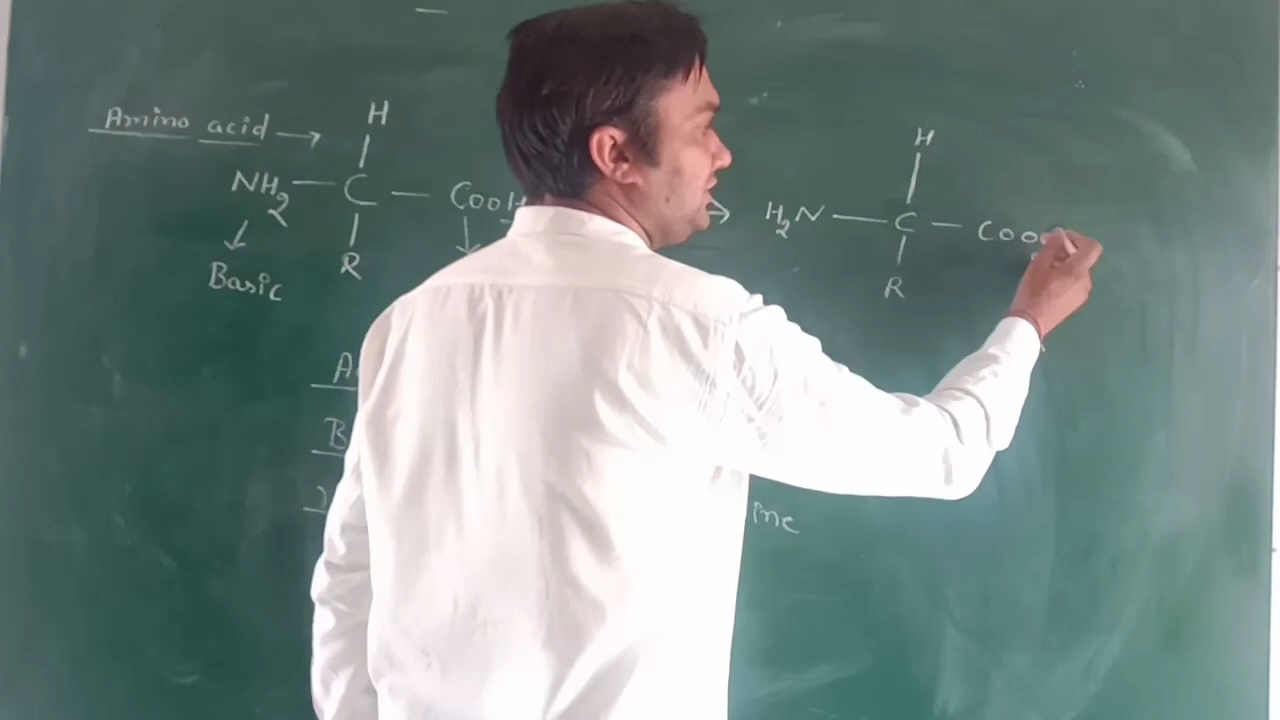 Amino acid →
H
NH2 — C — COOH
R
Basic
→ H2N — C — COO
H
R
A
B
ine